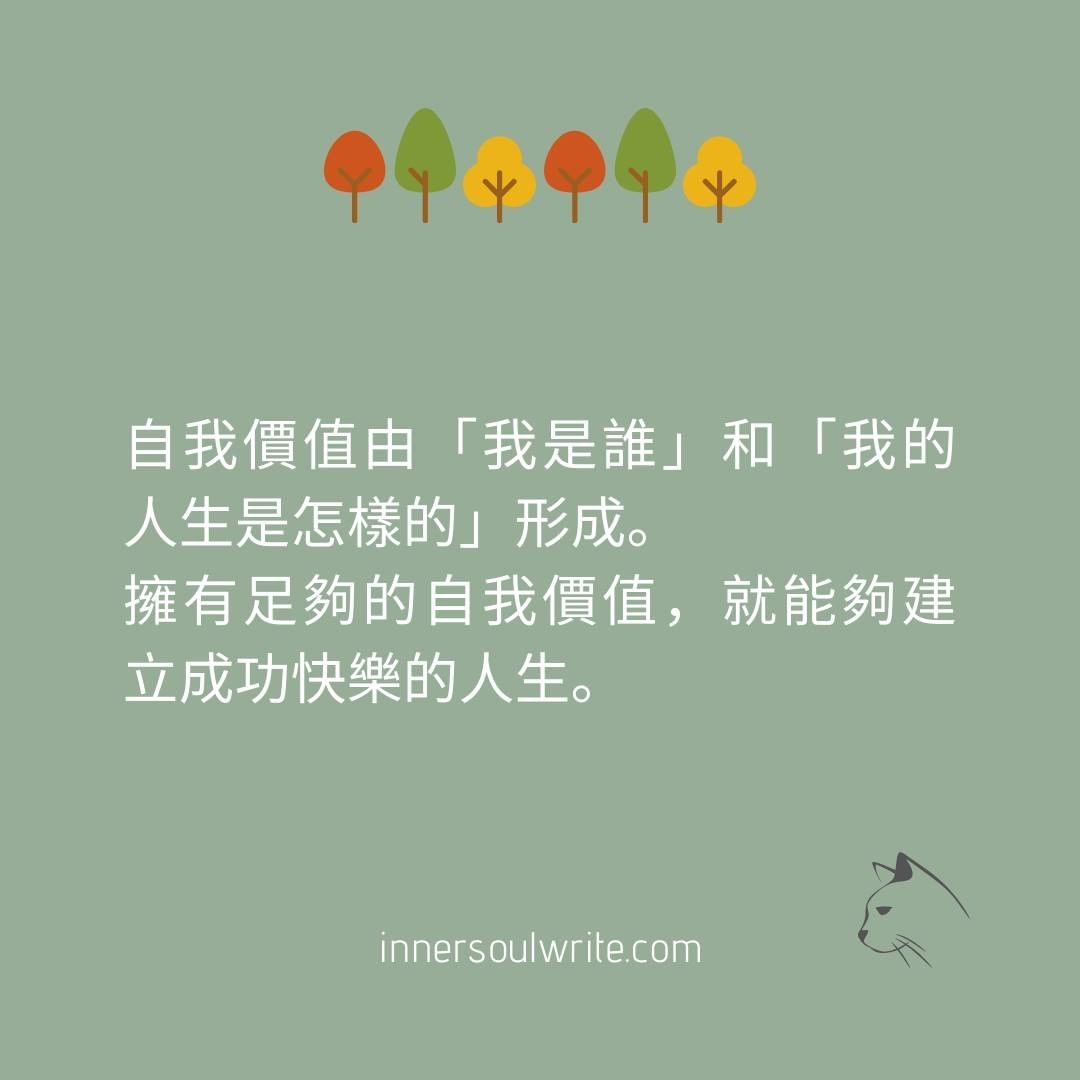 自我價值由「我是誰」和「我的
人生是怎樣的」形成。
擁有足夠的自我價值，就能夠建
立成功快樂的人生。
innersoulwrite.com